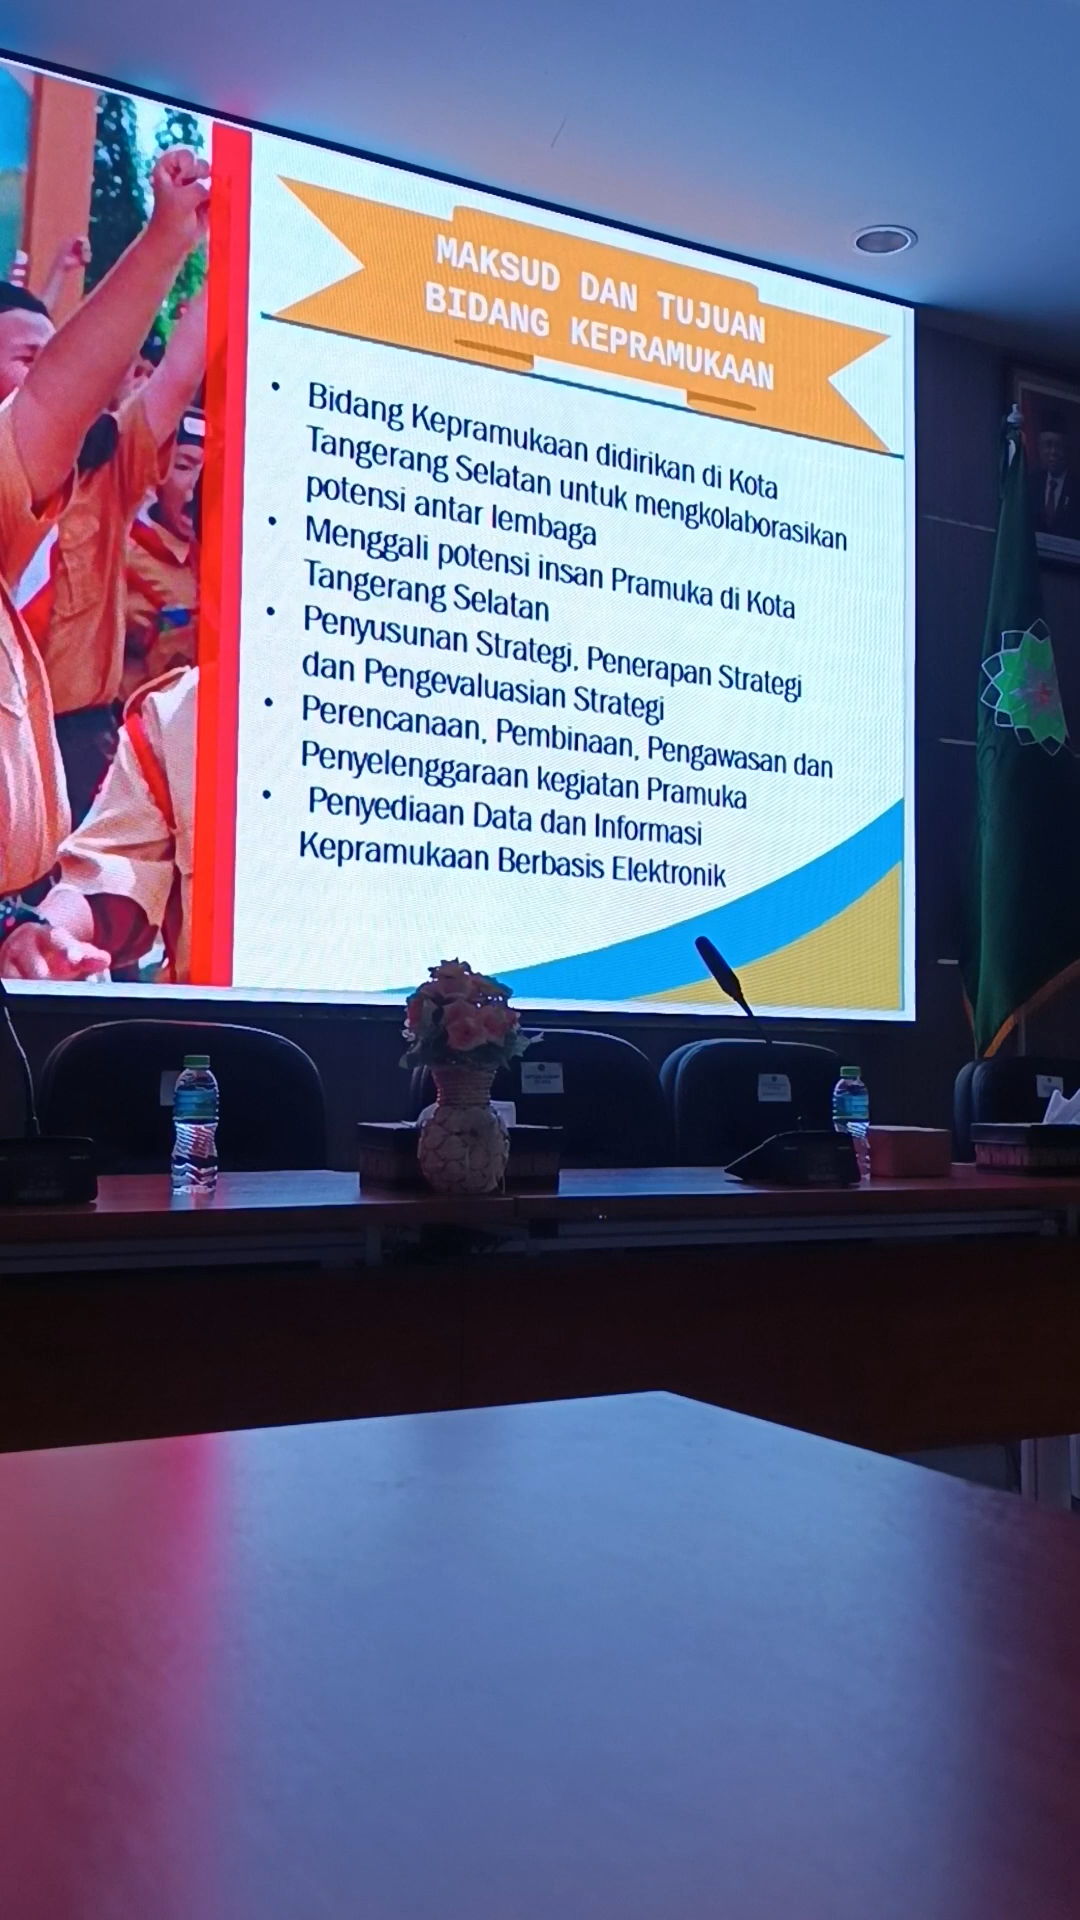 MAKSUD DAN TUJUAN
BIDANG KEPRAMUKAAN
• Bidang Kepramukaan didirikan di Kota
Tangerang Selatan untuk mengkolaborasikan
potensi antar lembaga
• Menggali potensi insan Pramuka di Kota
Tangerang Selatan
• Penyusunan Strategi, Penerapan Strategi
dan Pengevaluasian Strategi
• Perencanaan, Pembinaan, Pengawasan dan
Penyelenggaraan kegiatan Pramuka
• Penyediaan Data dan Informasi
Kepramukaan Berbasis Elektronik